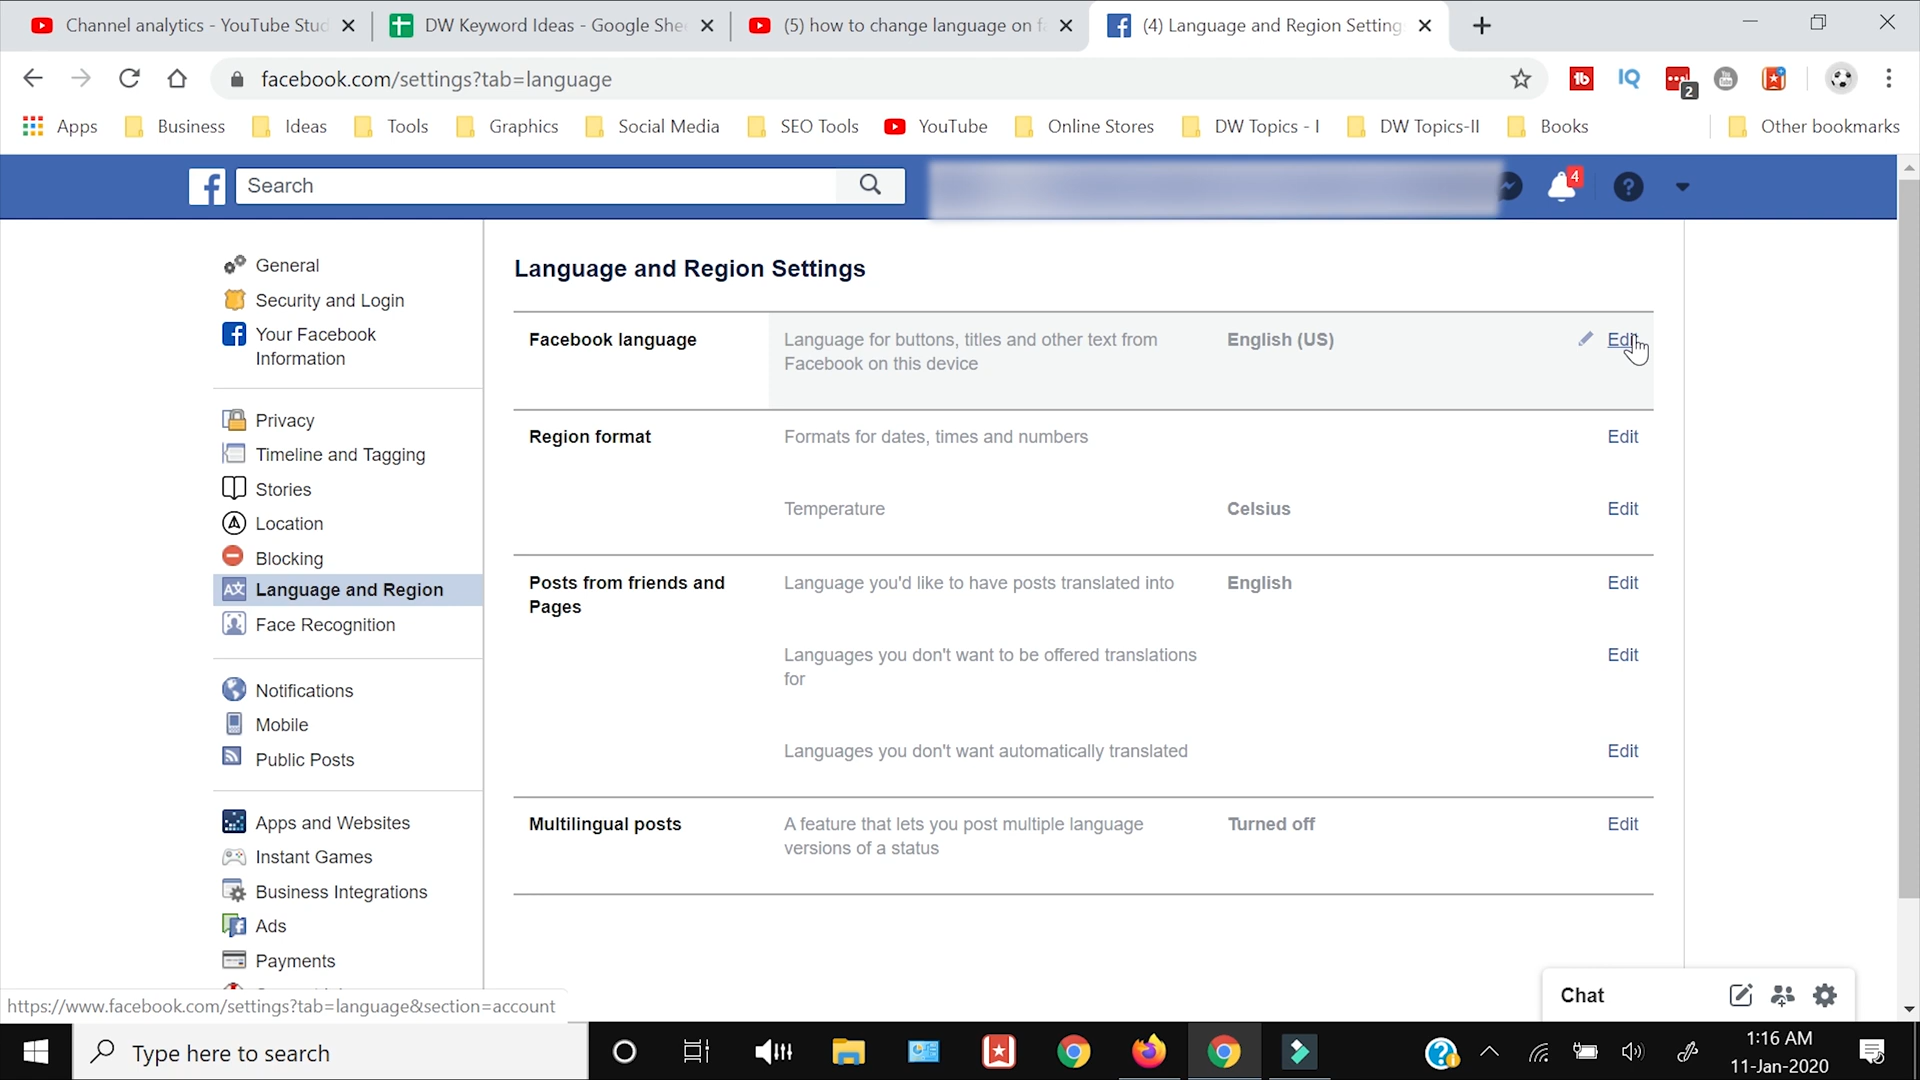 Channel analytics - YouTube Stud
DW Keyword Ideas - Google Shee
(5) how to change language on fa
(4) Language and Region Setting
facebook.com/settings?tab=language
2
Apps
Business
Ideas
Tools
Graphics
Social Media
SEO Tools
YouTube
Online Stores
DW Topics - I
DW Topics-II
Books
Other bookmarks
Search
4
General
Security and Login
Your Facebook
Information
Privacy
Timeline and Tagging
Stories
Location
Blocking
Language and Region
Face Recognition
Notifications
Mobile
Public Posts
Apps and Websites
Instant Games
Business Integrations
Ads
Payments
Language and Region Settings
Facebook language
Language for buttons, titles and other text from
Facebook on this device
English (US)
Edit
Region format
Formats for dates, times and numbers
Edit
Temperature
Celsius
Edit
Posts from friends and
Pages
Language you'd like to have posts translated into
English
Edit
Languages you don't want to be offered translations
for
Edit
Languages you don't want automatically translated
Edit
Multilingual posts
A feature that lets you post multiple language
versions of a status
Turned off
Edit
Chat
https://www.facebook.com/settings?tab=language&section=account
Type here to search
1:16 AM
11-Jan-2020